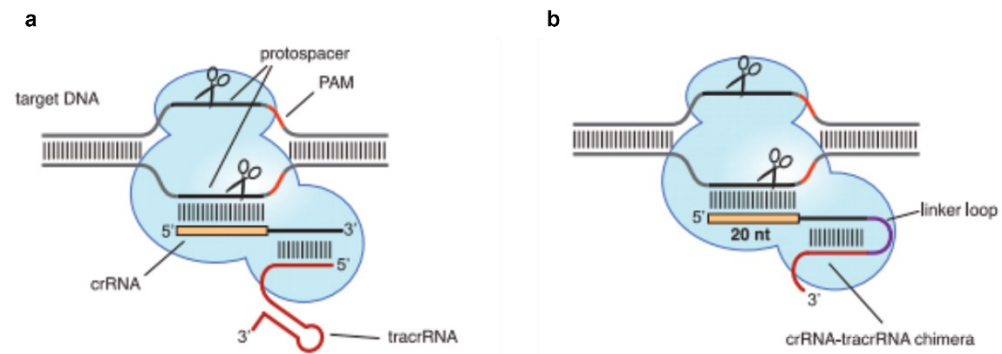 a
protospacer
PAM
target DNA
5'
3'
5'
crRNA
3'
tracrRNA
b
5'
20 nt
linker loop
3'
crRNA-tracrRNA chimera